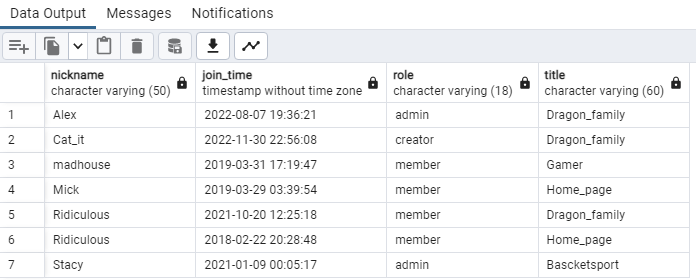 Data Output Messages Notifications
nickname join_time role title
character varying (50) timestamp without time zone character varying (18) character varying (60)
1 Alex 2022-08-07 19:36:21 admin Dragon_family
2 Cat_it 2022-11-30 22:56:08 creator Dragon_family
3 madhouse 2019-03-31 17:19:47 member Gamer
4 Mick 2019-03-29 03:39:54 member Home_page
5 Ridiculous 2021-10-20 12:25:18 member Dragon_family
6 Ridiculous 2018-02-22 20:28:48 member Home_page
7 Stacy 2021-01-09 00:05:17 admin Bascketsport